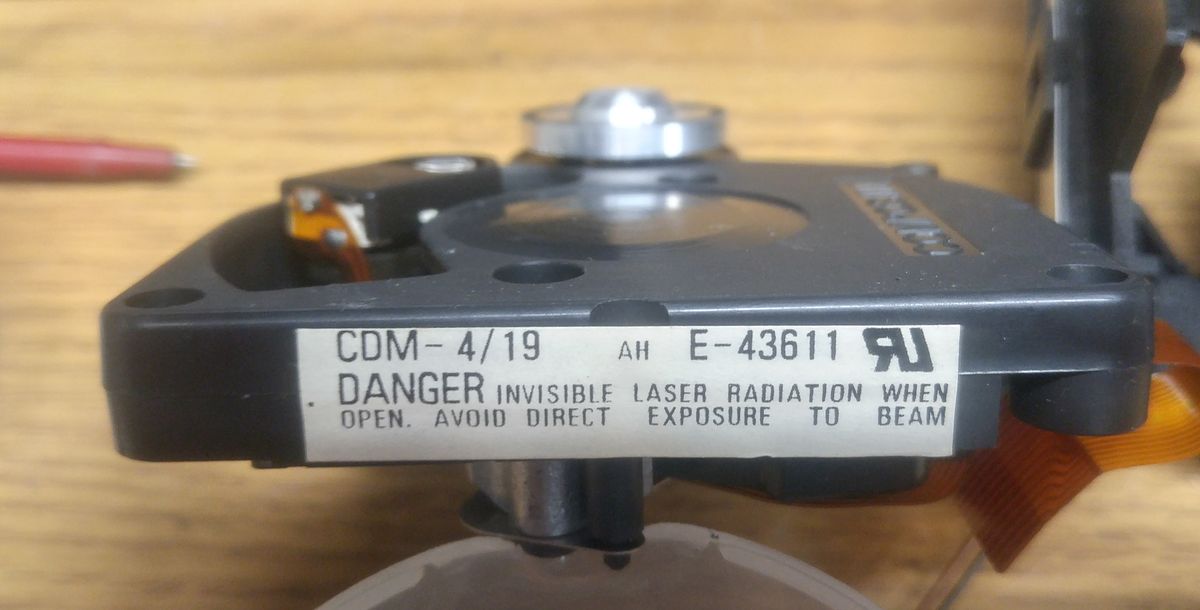 CDM-4/19 AH E-43611
DANGER INVISIBLE LASER RADIATION WHEN
OPEN. AVOID DIRECT EXPOSURE TO BEAM